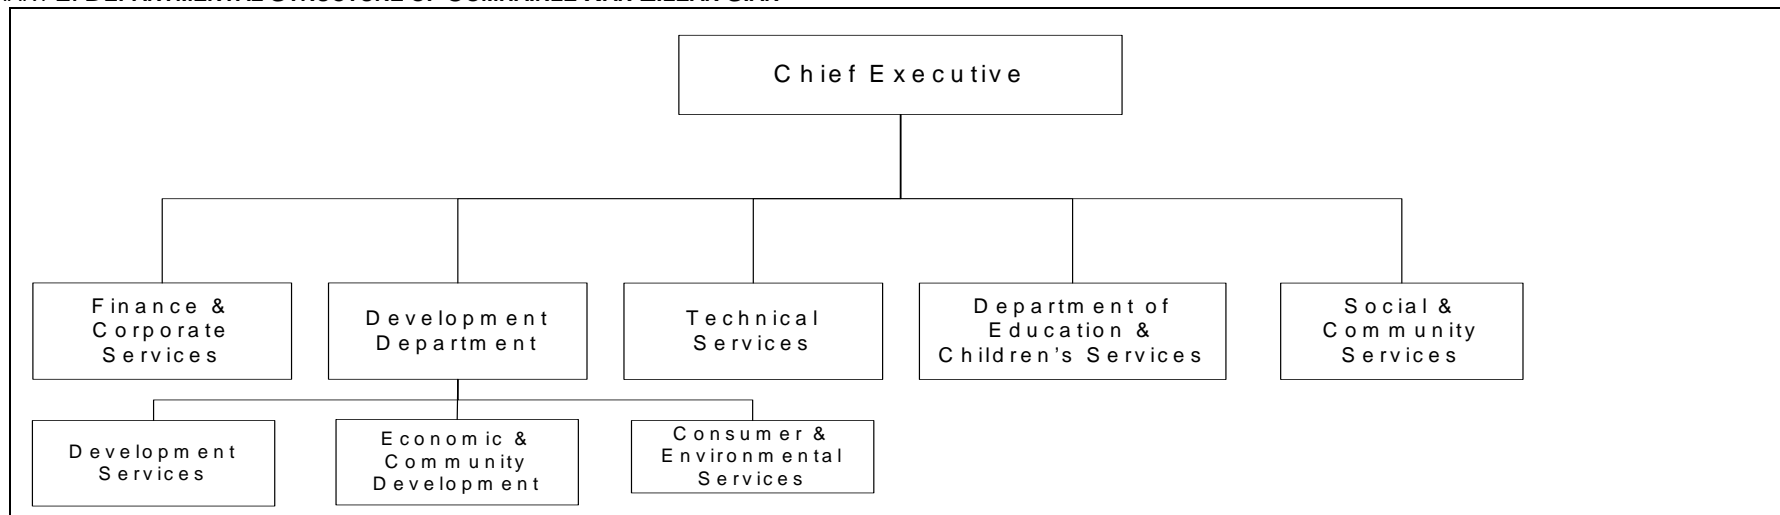 Chief Executive
Finance &
Corporate
Services
Development
Department
Technical
Services
Department of
Education &
Children's Services
Social &
Community
Services
Development
Services
Economic &
Community
Development
Consumer &
Environmental
Services